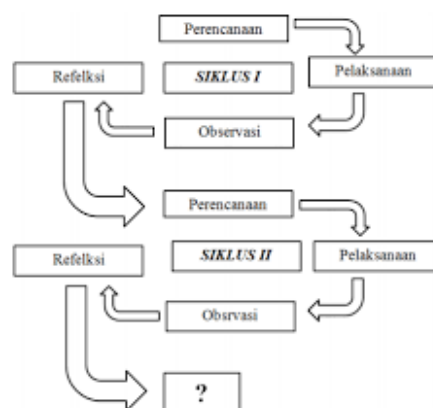 Perencanaan
Refelksi
SIKLUS I
Pelaksanaan
Observasi
Perencanaan
Refelksi
SIKLUS II
Pelaksanaan
Obsrvasi
?